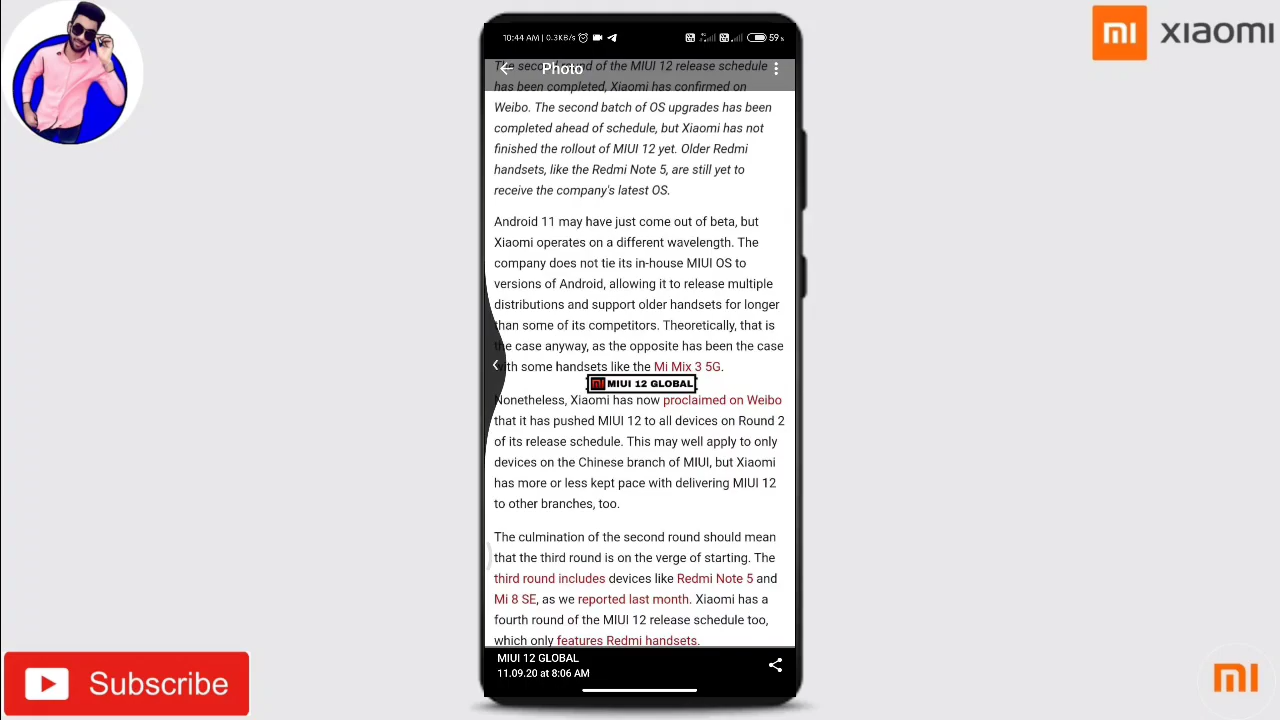 mi xiaomi
10:44 AM | 0.3KB/s
59%
Photo
The second round of the MIUI 12 release schedule
has been completed, Xiaomi has confirmed on
Weibo. The second batch of OS upgrades has been
completed ahead of schedule, but Xiaomi has not
finished the rollout of MIUI 12 yet. Older Redmi
handsets, like the Redmi Note 5, are still yet to
receive the company's latest OS.
Android 11 may have just come out of beta, but
Xiaomi operates on a different wavelength. The
company does not tie its in-house MIUI OS to
versions of Android, allowing it to release multiple
distributions and support older handsets for longer
than some of its competitors. Theoretically, that is
the case anyway, as the opposite has been the case
with some handsets like the Mi Mix 3 5G.
MIUI 12 GLOBAL
Nonetheless, Xiaomi has now proclaimed on Weibo
that it has pushed MIUI 12 to all devices on Round 2
of its release schedule. This may well apply to only
devices on the Chinese branch of MIUI, but Xiaomi
has more or less kept pace with delivering MIUI 12
to other branches, too.
The culmination of the second round should mean
that the third round is on the verge of starting. The
third round includes devices like Redmi Note 5 and
Mi 8 SE, as we reported last month. Xiaomi has a
fourth round of the MIUI 12 release schedule too,
which only features Redmi handsets.
MIUI 12 GLOBAL
11.09.20 at 8:06 AM
Subscribe
mi